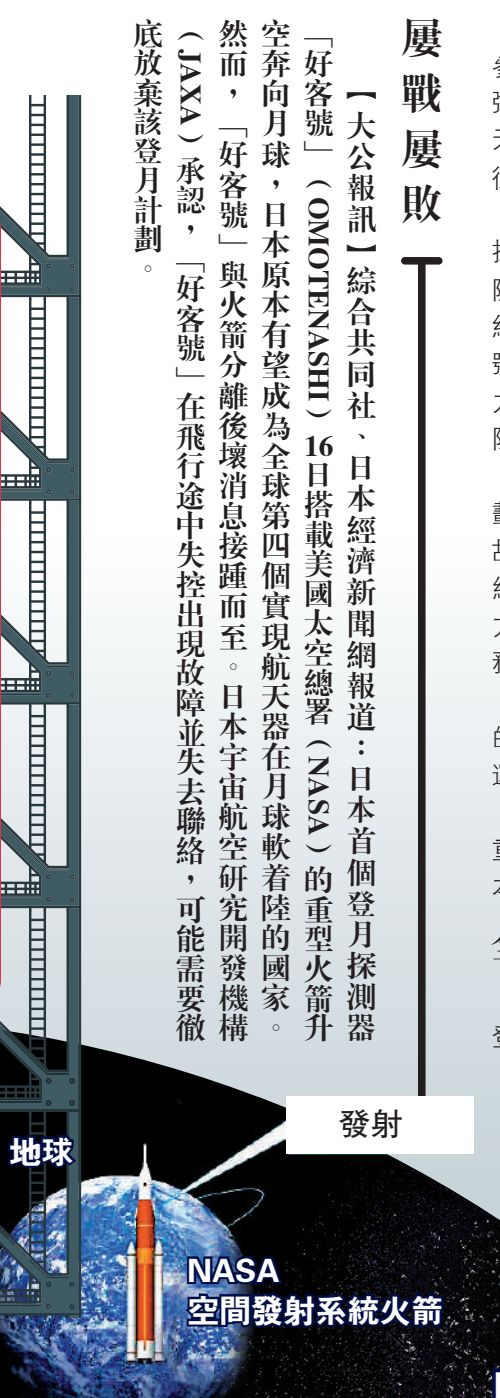 屢戰屢敗
【大公報訊】綜合共同社、日本經濟新聞網報道：日本首個登月探測器
「好客號」（OMOTENASHI）16日搭載美國太空總署（NASA）的重型火箭升
空奔向月球，日本原本有望成為全球第四個實現航天器在月球軟着陸的國家。
然而，「好客號」與火箭分離後壞消息接踵而至。日本宇宙航空研究開發機構
（JAXA）承認，「好客號」在飛行途中失控出現故障並失去聯絡，可能需要徹
底放棄該登月計劃。
發射
地球
NASA
空間發射系統火箭